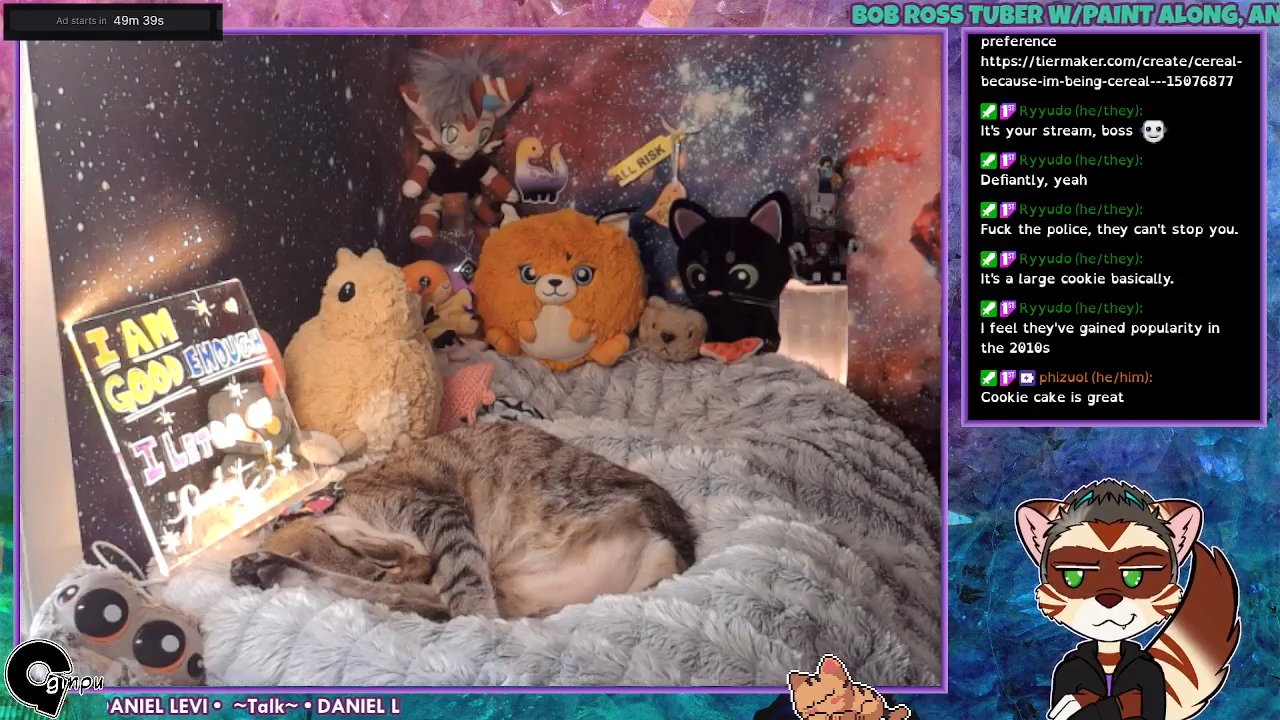 Ad starts in 49m 39s
BOB ROSS TUBER W/PAINT ALONG, AN
preference
https://tiermaker.com/create/cereal-
because-im-being-cereal---15076877
Ryyudo (he/they):
It's your stream, boss
Ryyudo (he/they):
Defiantly, yeah
Ryyudo (he/they):
Fuck the police, they can't stop you.
Ryyudo (he/they):
It's a large cookie basically.
Ryyudo (he/they):
I feel they've gained popularity in
the 2010s
phizuol (he/him):
Cookie cake is great
ALL RISK
I AM
GOOD ENOUGH
ginpu
DANIEL LEVI • ~Talk~ • DANIEL L